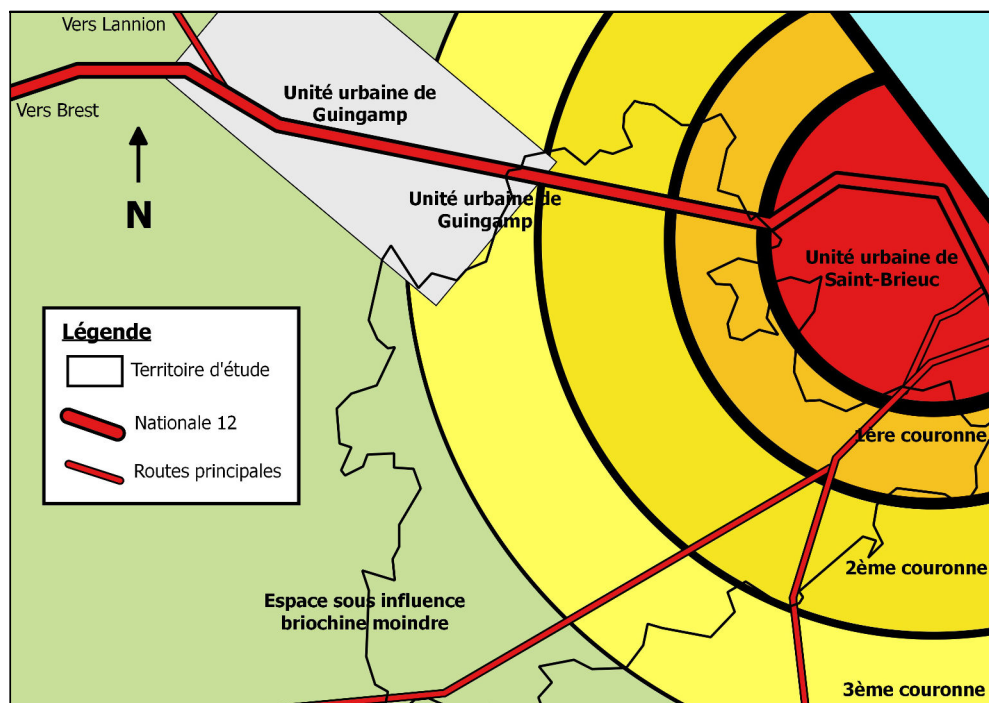 Vers Lannion
Vers Brest
Unité urbaine de
Guingamp
N
Unité urbaine de
Guingamp
Unité urbaine de
Saint-Brieuc
Légende
Territoire d'étude
Nationale 12
Routes principales
1ère couronne
2ème couronne
Espace sous influence
briochine moindre
3ème couronne